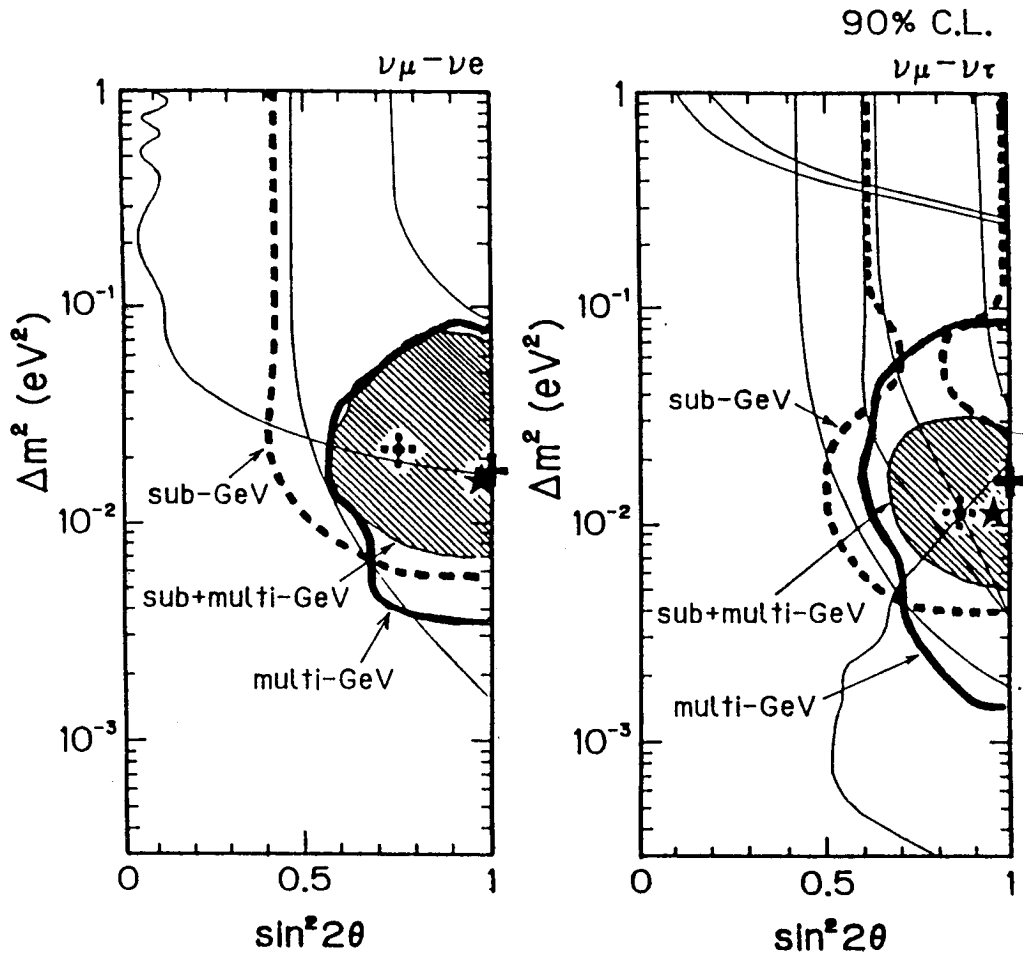 90% C.L.
νμ-νe
1
10⁻¹
10⁻²
10⁻³
Δm² (eV²)
sub-GeV
sub+multi-GeV
multi-GeV
0
0.5
1
sin²2θ
νμ-ντ
1
10⁻¹
10⁻²
10⁻³
Δm² (eV²)
sub-GeV
sub+multi-GeV
multi-GeV
0
0.5
1
sin²2θ